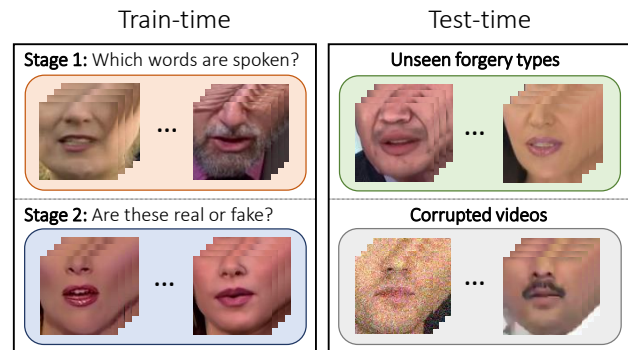 Train-time
Test-time
Stage 1: Which words are spoken?
Unseen forgery types
...
...
Stage 2: Are these real or fake?
Corrupted videos
...
...